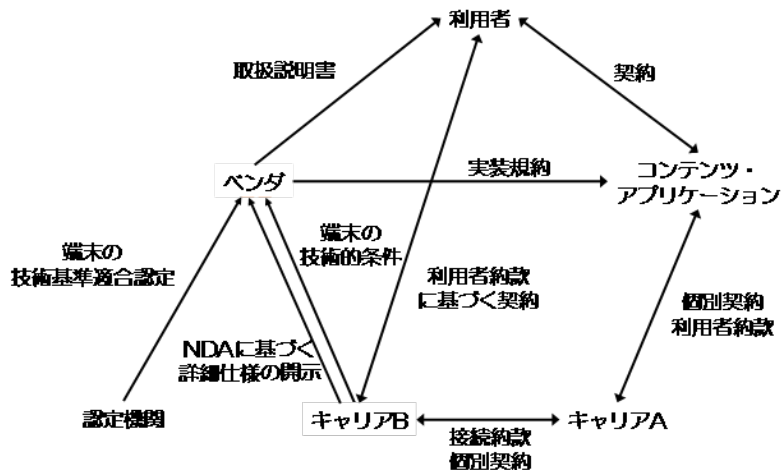 利用者
取扱説明書
契約
ベンダ
実装規約
コンテンツ・
アプリケーション
端末の
技術基準適合認定
端末の
技術的条件
利用者約款
に基づく契約
個別契約
利用者約款
NDAに基づく
詳細仕様の開示
認定機関
キャリアB
接続約款
個別契約
キャリアA